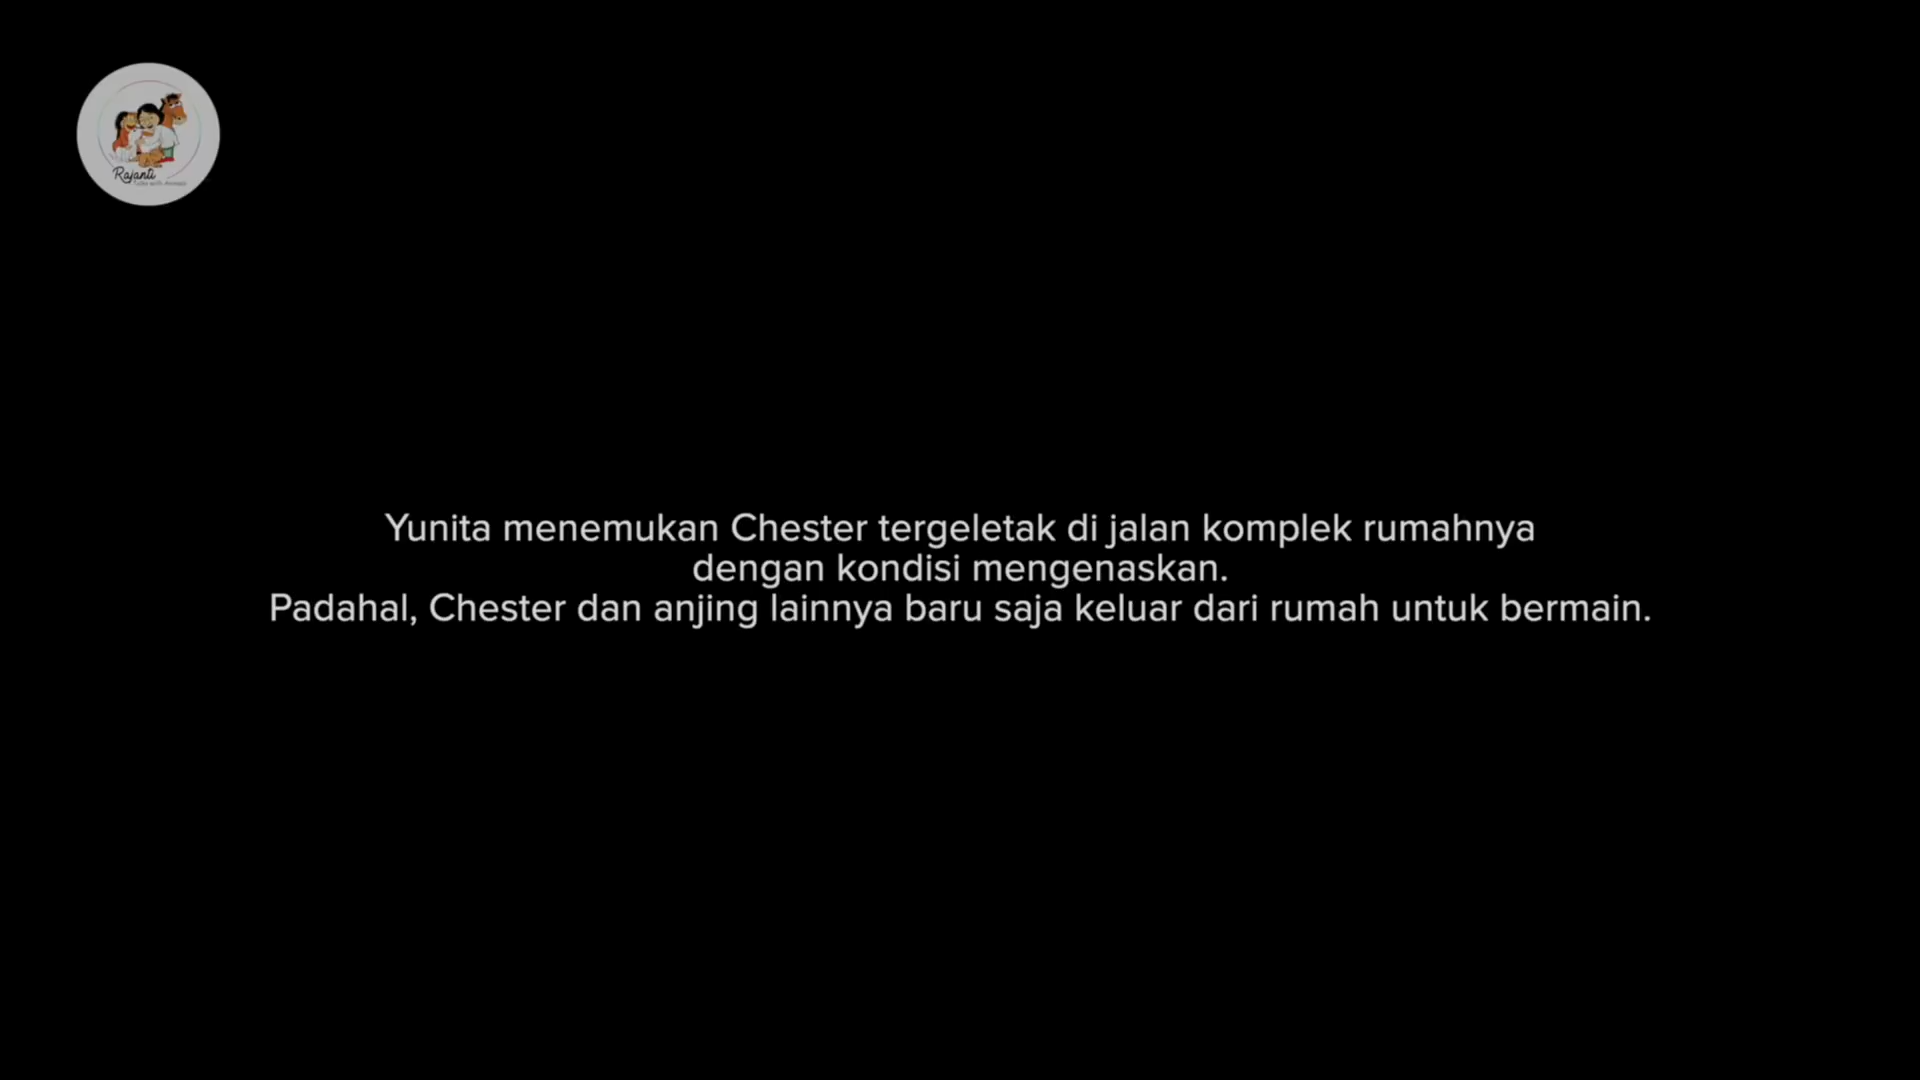 Rajanti
Yunita menemukan Chester tergeletak di jalan komplek rumahnya
dengan kondisi mengenaskan.
Padahal, Chester dan anjing lainnya baru saja keluar dari rumah untuk bermain.